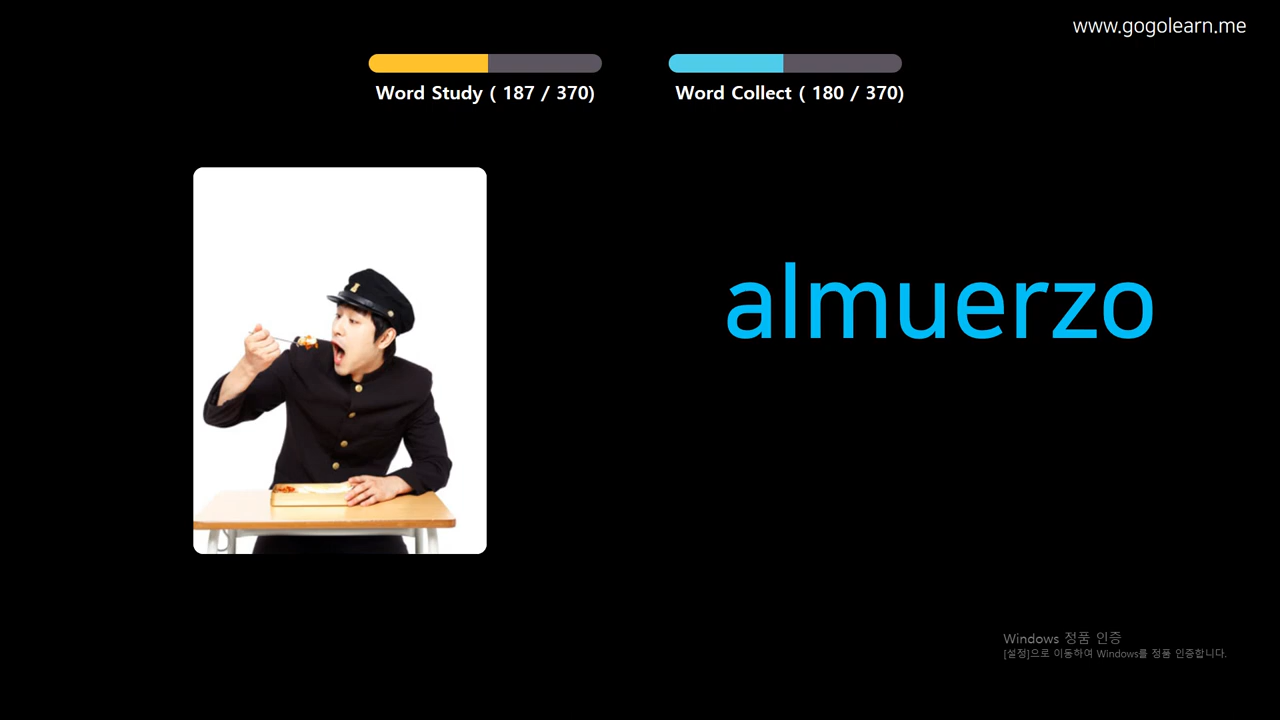 www.gogolearn.me
Word Study ( 187 / 370)
Word Collect ( 180 / 370)
almuerzo
Windows 정품 인증
[설정]으로 이동하여 Windows를 정품 인증합니다.